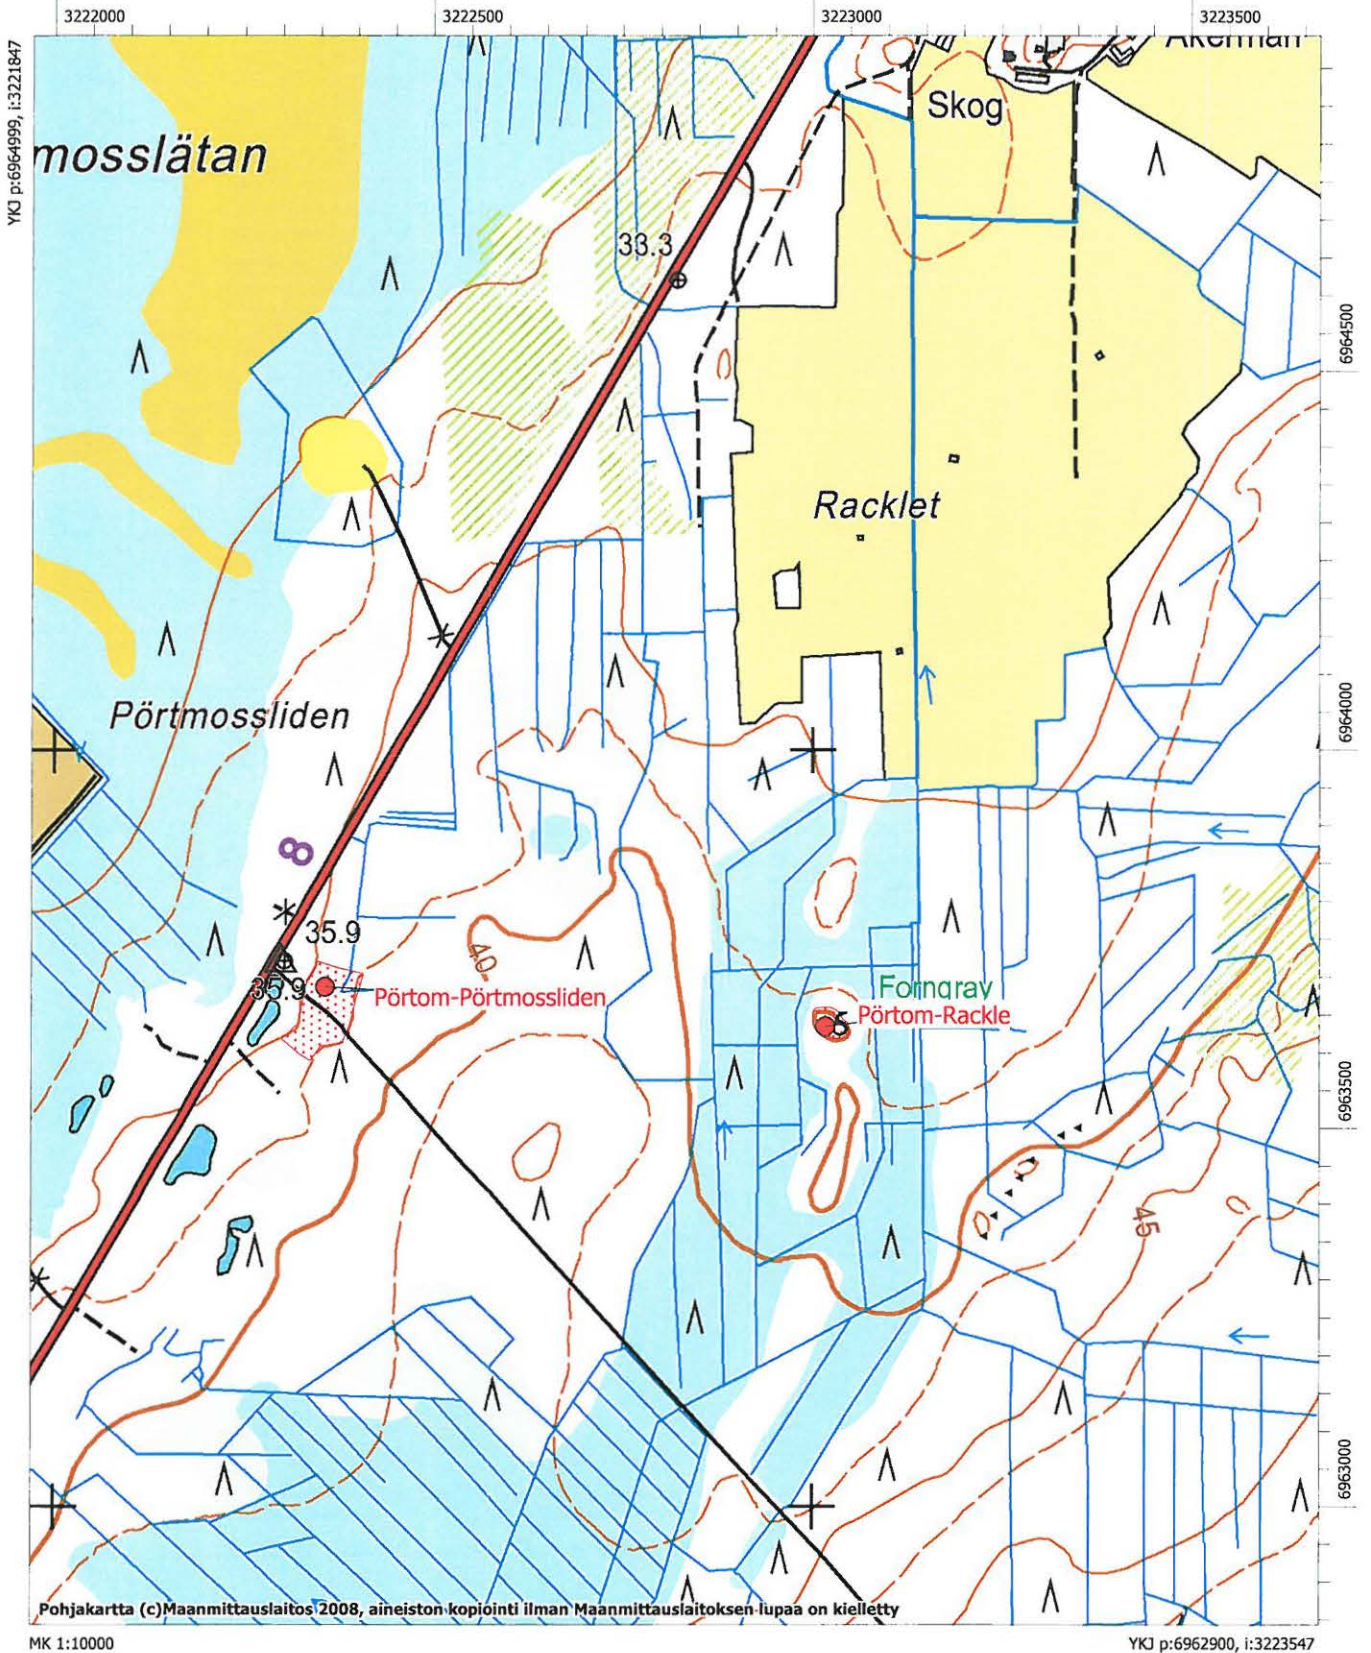 3222000
3222500
3223000
3223500
YKJ p:6964999, i:3221847
Åkerman
Skog
mosslätan
33.3
6964500
Racklet
Pörtmossliden
6964000
8
35.9
40
35.9
Pörtom-Pörtmossliden
Forngrav
Pörtom-Rackle
6963500
45
6963000
Pohjakartta (c)Maanmittauslaitos 2008, aineiston kopiointi ilman Maanmittauslaitoksen lupaa on kielletty
MK 1:10000
YKJ p:6962900, i:3223547